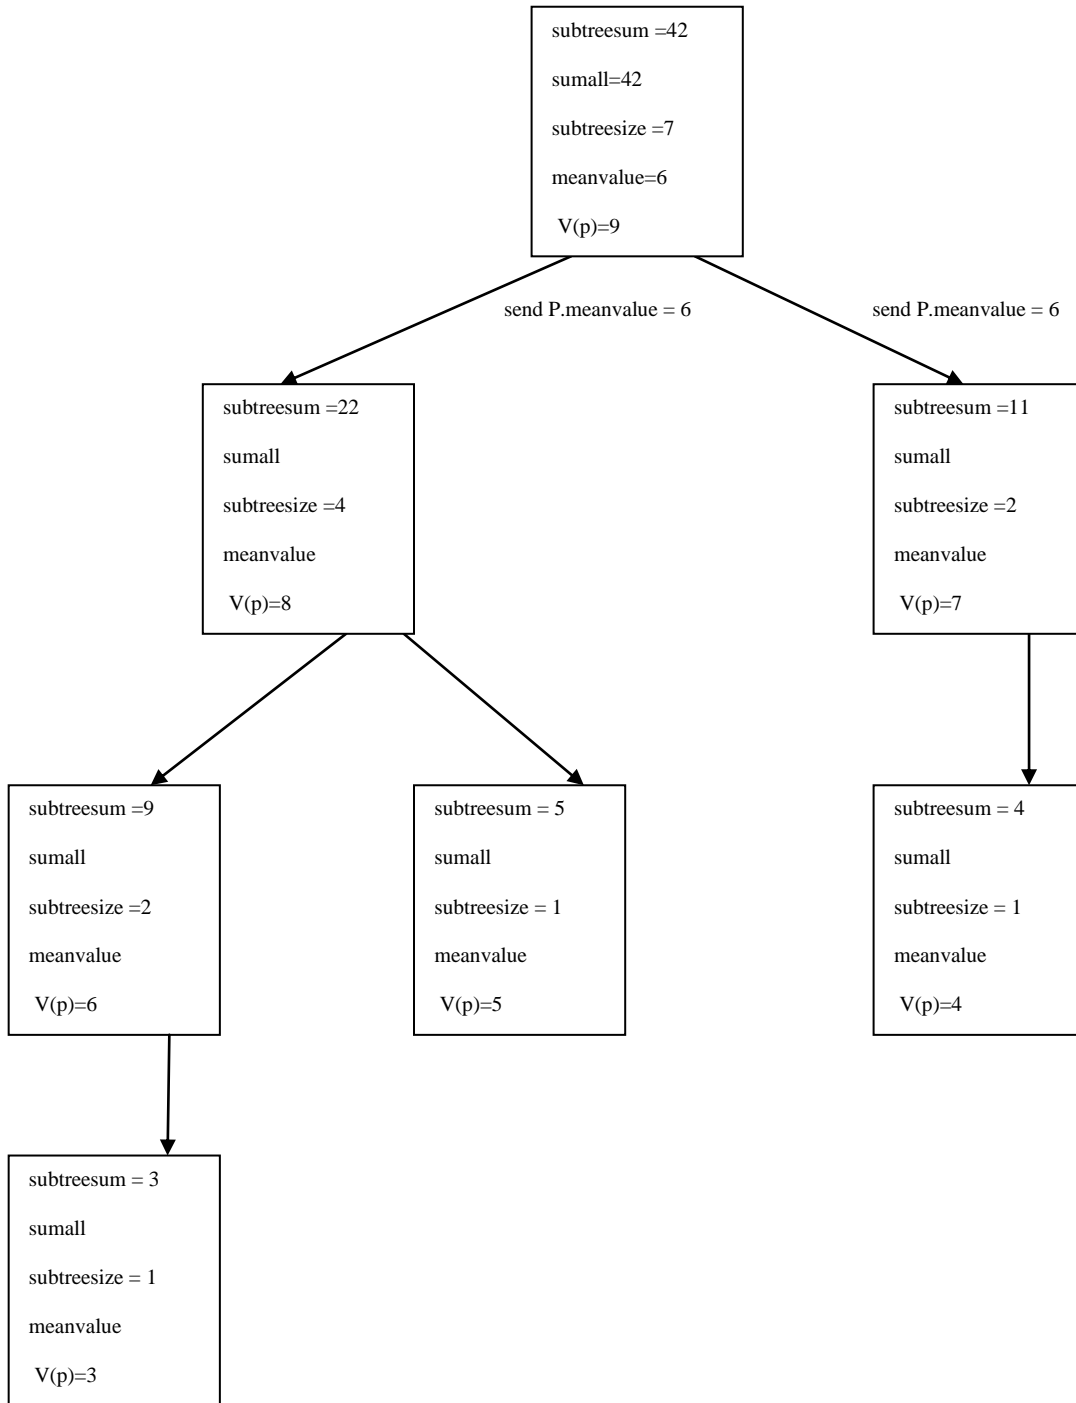 subtreesum =42
sumall=42
subtreesize =7
meanvalue=6
V(p)=9
send P.meanvalue = 6
send P.meanvalue = 6
subtreesum =22
sumall
subtreesize =4
meanvalue
V(p)=8
subtreesum =11
sumall
subtreesize =2
meanvalue
V(p)=7
subtreesum =9
sumall
subtreesize =2
meanvalue
V(p)=6
subtreesum = 5
sumall
subtreesize = 1
meanvalue
V(p)=5
subtreesum = 4
sumall
subtreesize = 1
meanvalue
V(p)=4
subtreesum = 3
sumall
subtreesize = 1
meanvalue
V(p)=3